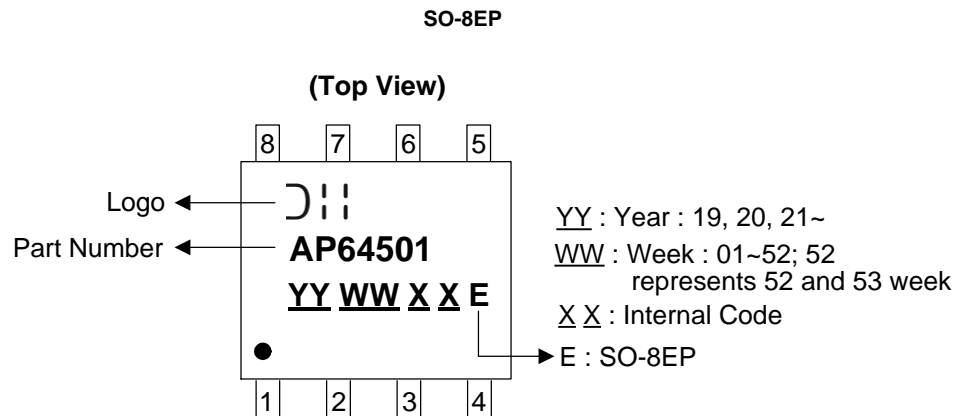 SO-8EP
(Top View)
8 7 6 5
Logo
Part Number
AP64501
YY WW X X E
YY : Year : 19, 20, 21~
WW : Week : 01~52; 52
represents 52 and 53 week
X X : Internal Code
E : SO-8EP
1 2 3 4